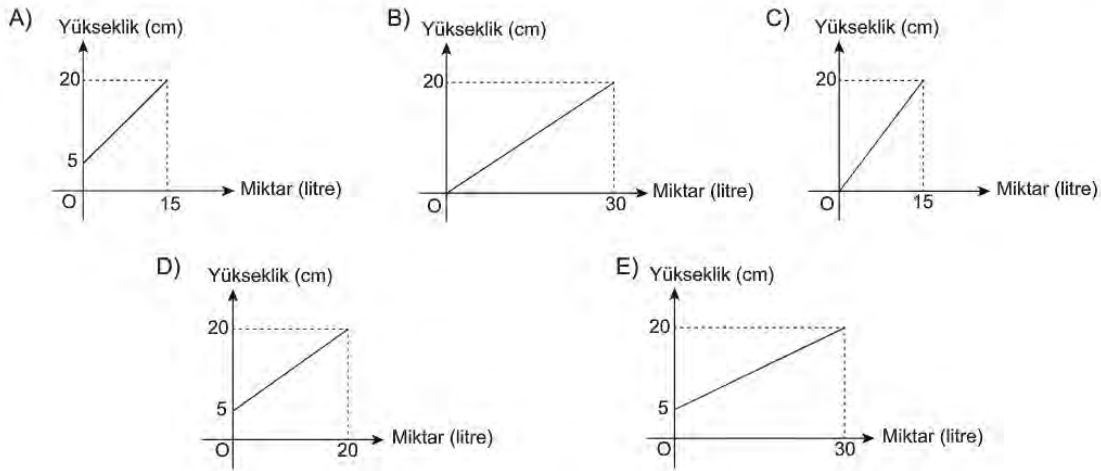 A) Yükseklik (cm)
20
5
O
15
Miktar (litre)
B) Yükseklik (cm)
20
O
30
Miktar (litre)
C) Yükseklik (cm)
20
O
15
Miktar (litre)
D) Yükseklik (cm)
20
5
O
20
Miktar (litre)
E) Yükseklik (cm)
20
5
O
30
Miktar (litre)